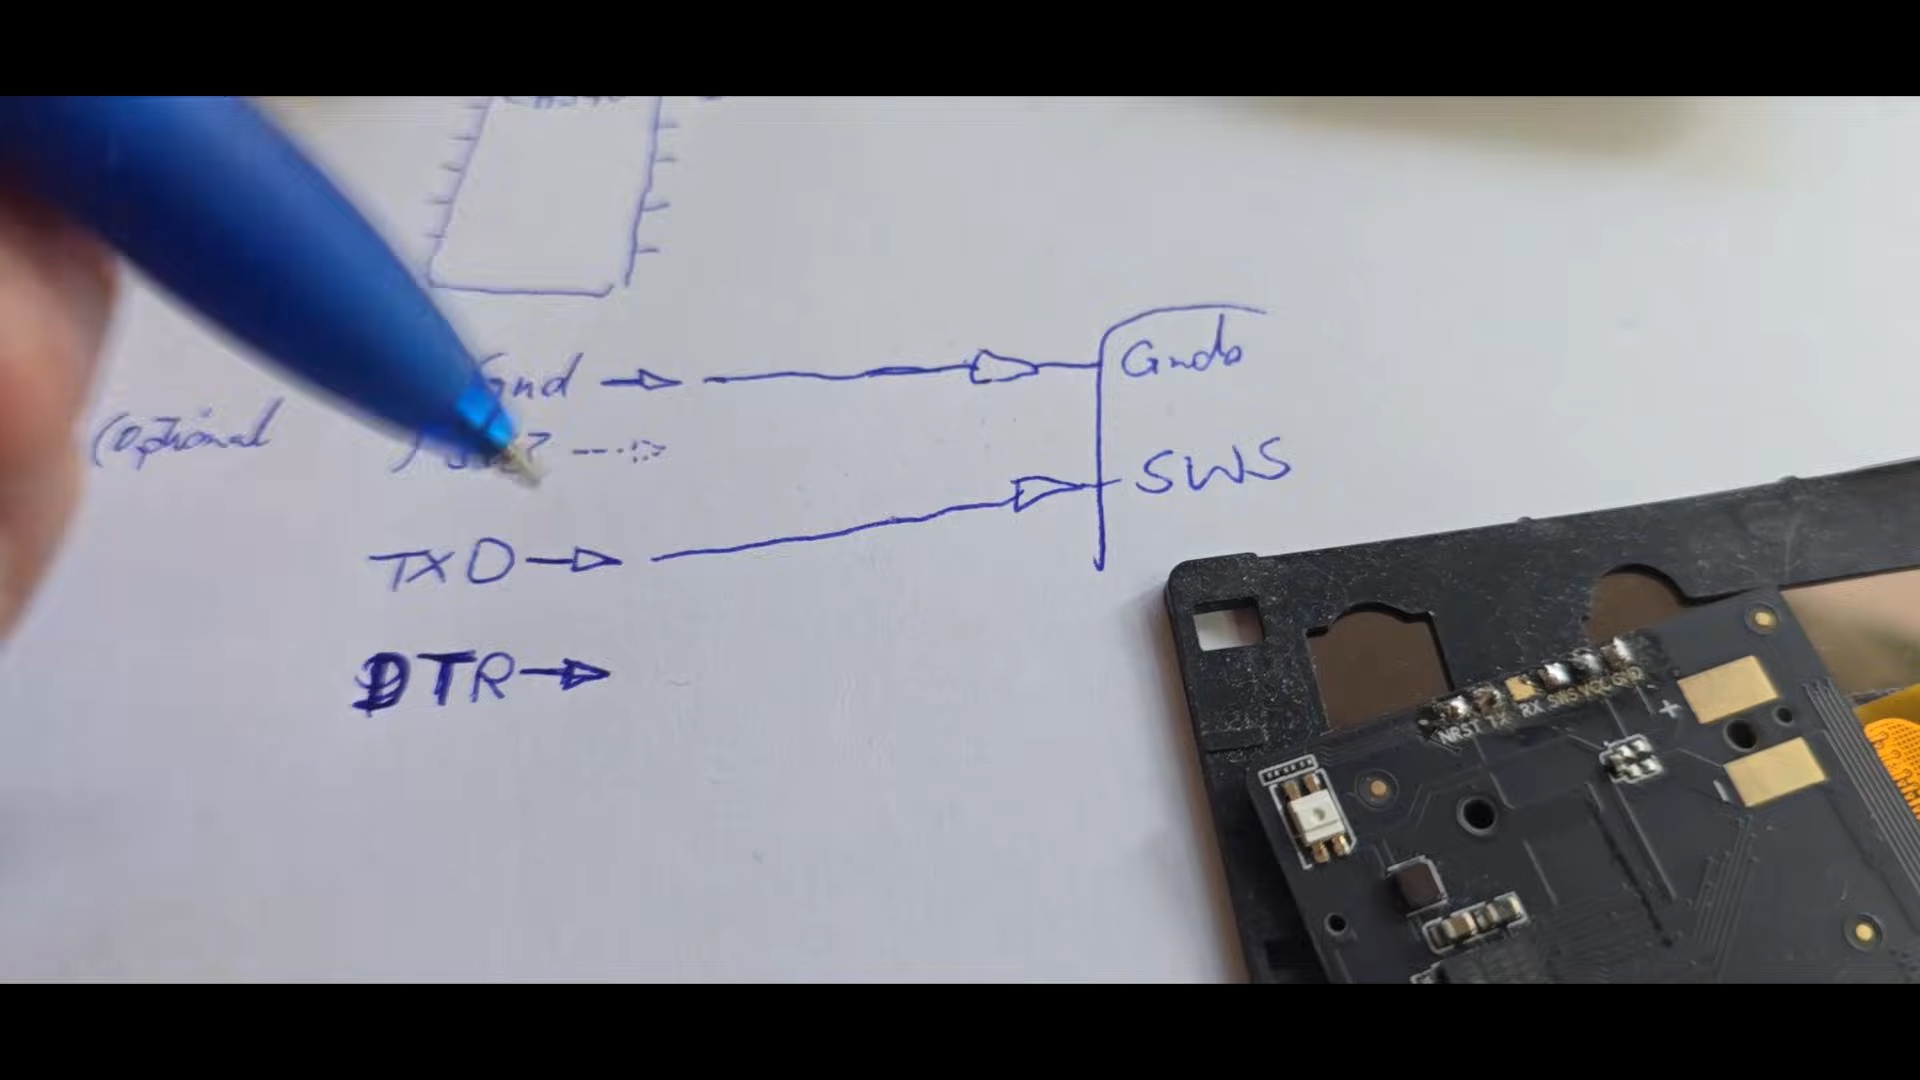 Gnd Gnd
(Optional )
SWS
TXD
DTR
NRST TX RX SWS VCC GND
+
-